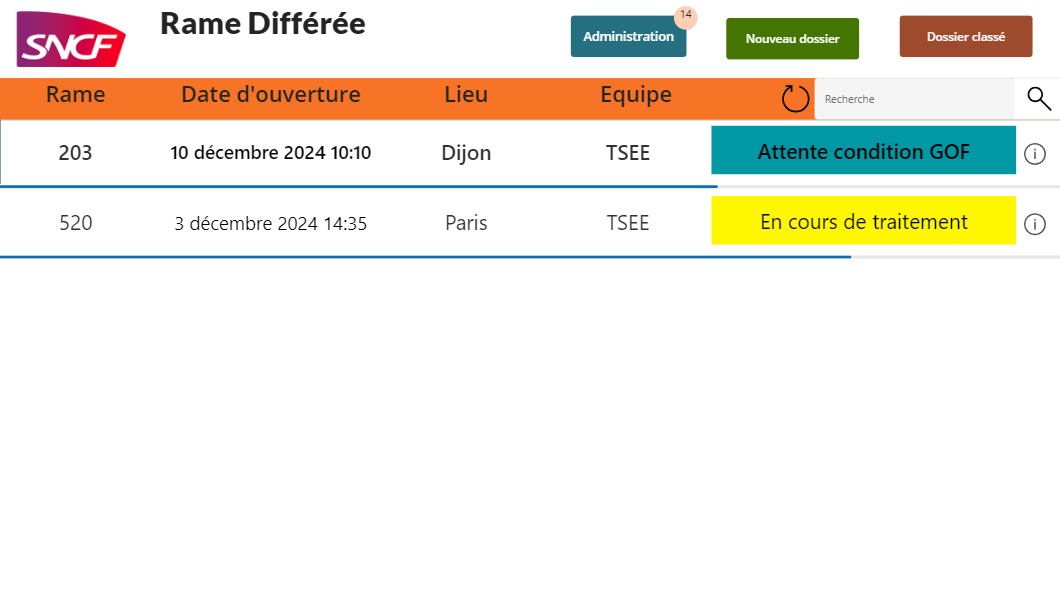 SNCF
Rame Différée
Administration
14
Nouveau dossier
Dossier classé
Rame Date d'ouverture Lieu Equipe Recherche
203 10 décembre 2024 10:10 Dijon TSEE Attente condition GOF
520 3 décembre 2024 14:35 Paris TSEE En cours de traitement